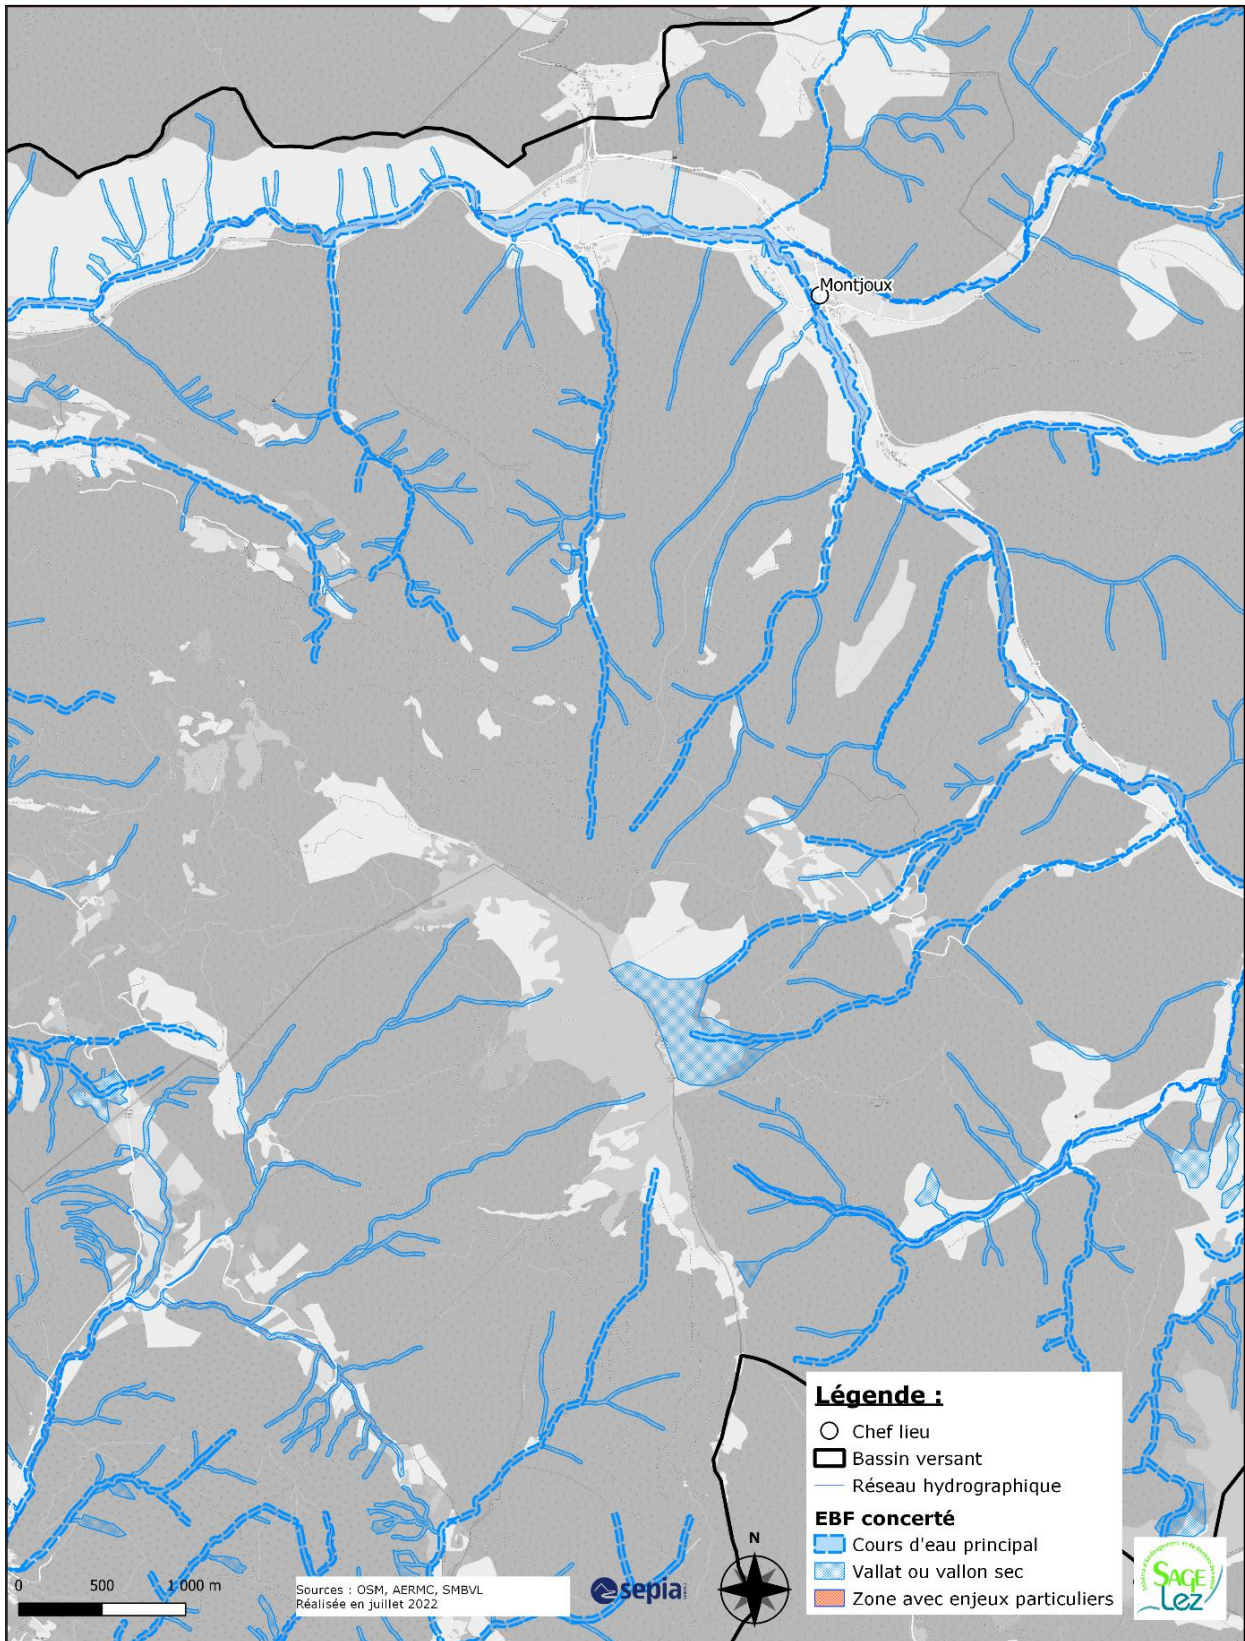 Montjoux
Légende :
Chef lieu
Bassin versant
Réseau hydrographique
EBF concerté
Cours d'eau principal
Vallat ou vallon sec
Zone avec enjeux particuliers
N
0 500 1 000 m
Sources : OSM, AERMC, SMBVL
Réalisée en juillet 2022
sepia
SAGE
Lez